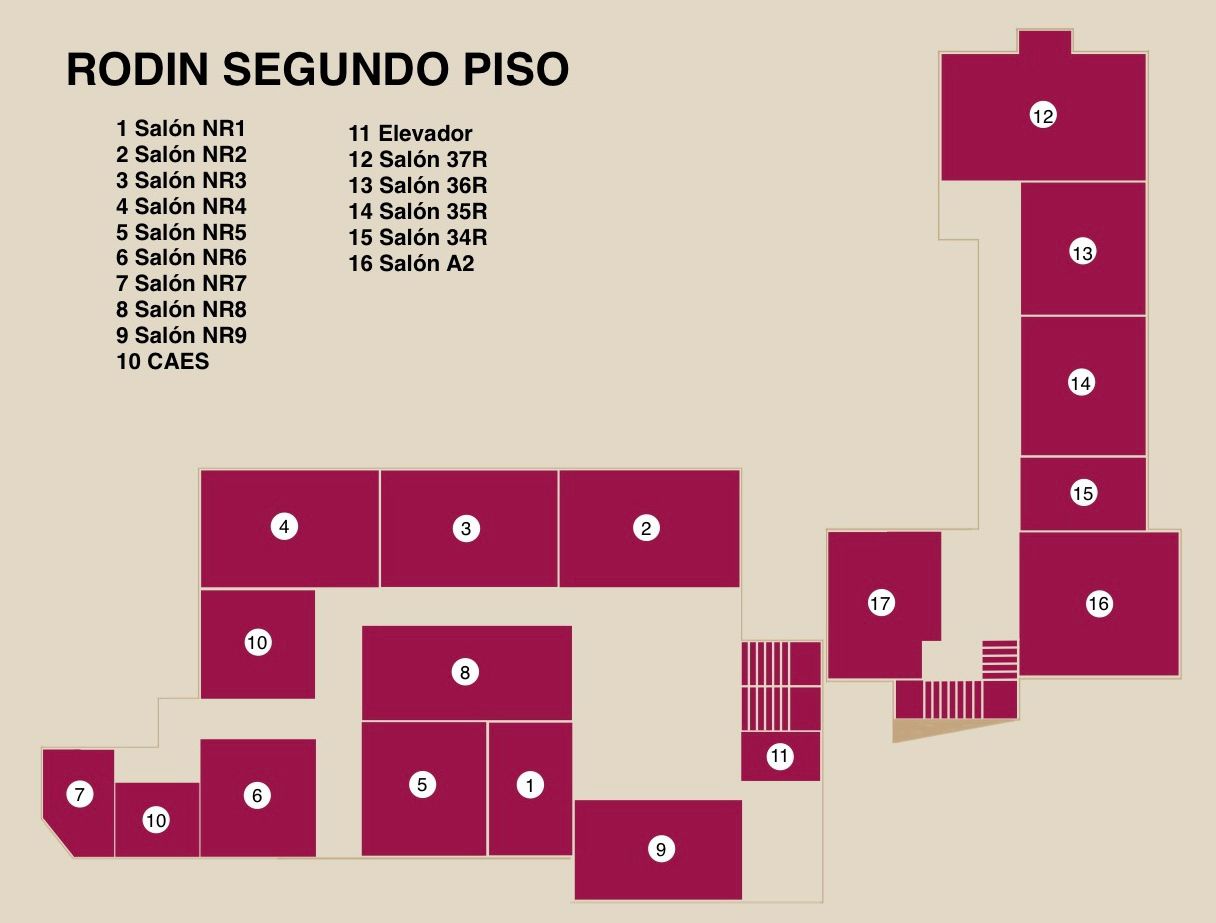 RODIN SEGUNDO PISO
1 Salón NR1
2 Salón NR2
3 Salón NR3
4 Salón NR4
5 Salón NR5
6 Salón NR6
7 Salón NR7
8 Salón NR8
9 Salón NR9
10 CAES
11 Elevador
12 Salón 37R
13 Salón 36R
14 Salón 35R
15 Salón 34R
16 Salón A2
12
13
14
15
4
3
2
17
16
10
8
11
7
10
6
5
1
9